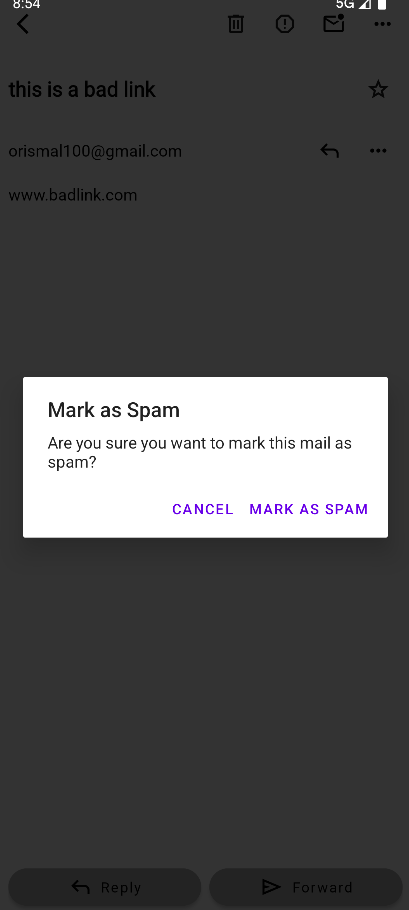 8:54 5G
this is a bad link
orismal100@gmail.com
www.badlink.com
Mark as Spam
Are you sure you want to mark this mail as
spam?
CANCEL MARK AS SPAM
Reply Forward